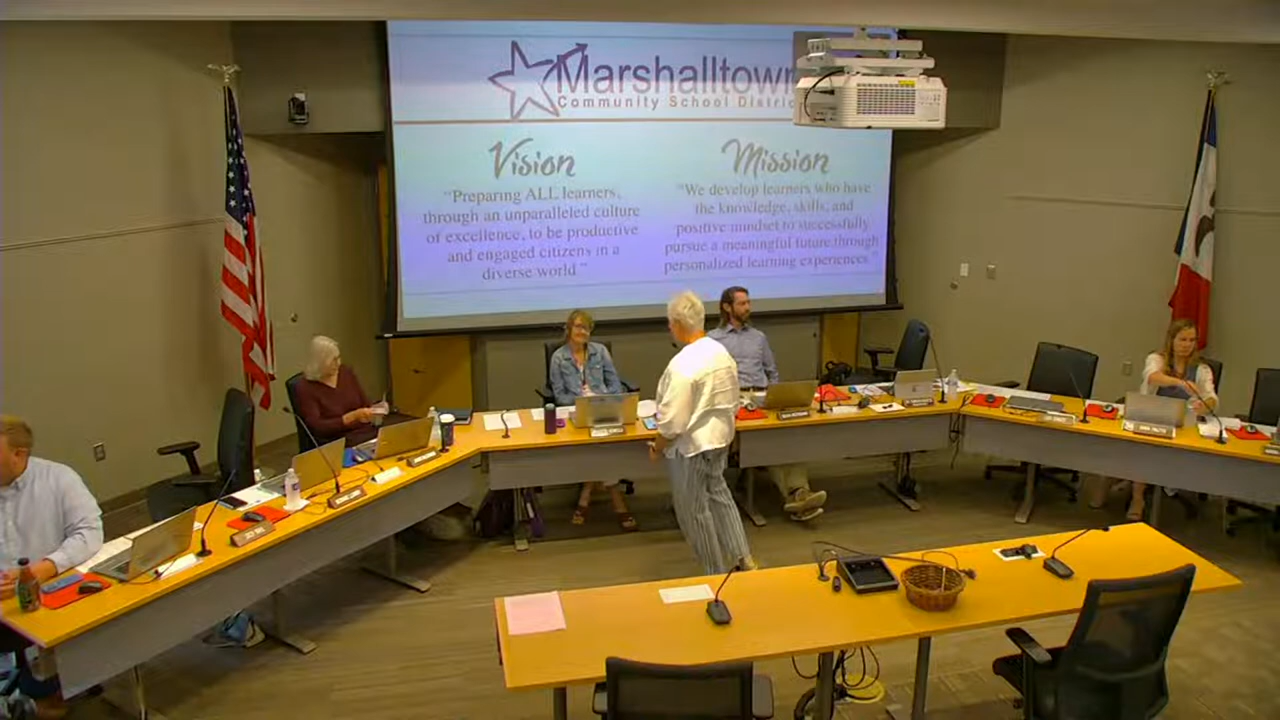 Marshalltown
Community School Distri
Vision
"Preparing ALL learners,
through an unparalleled culture
of excellence, to be productive
and engaged citizens in a
diverse world"
Mission
"We develop learners who have
the knowledge, skills, and
positive mindset to successfully
pursue a meaningful future through
personalized learning experiences"